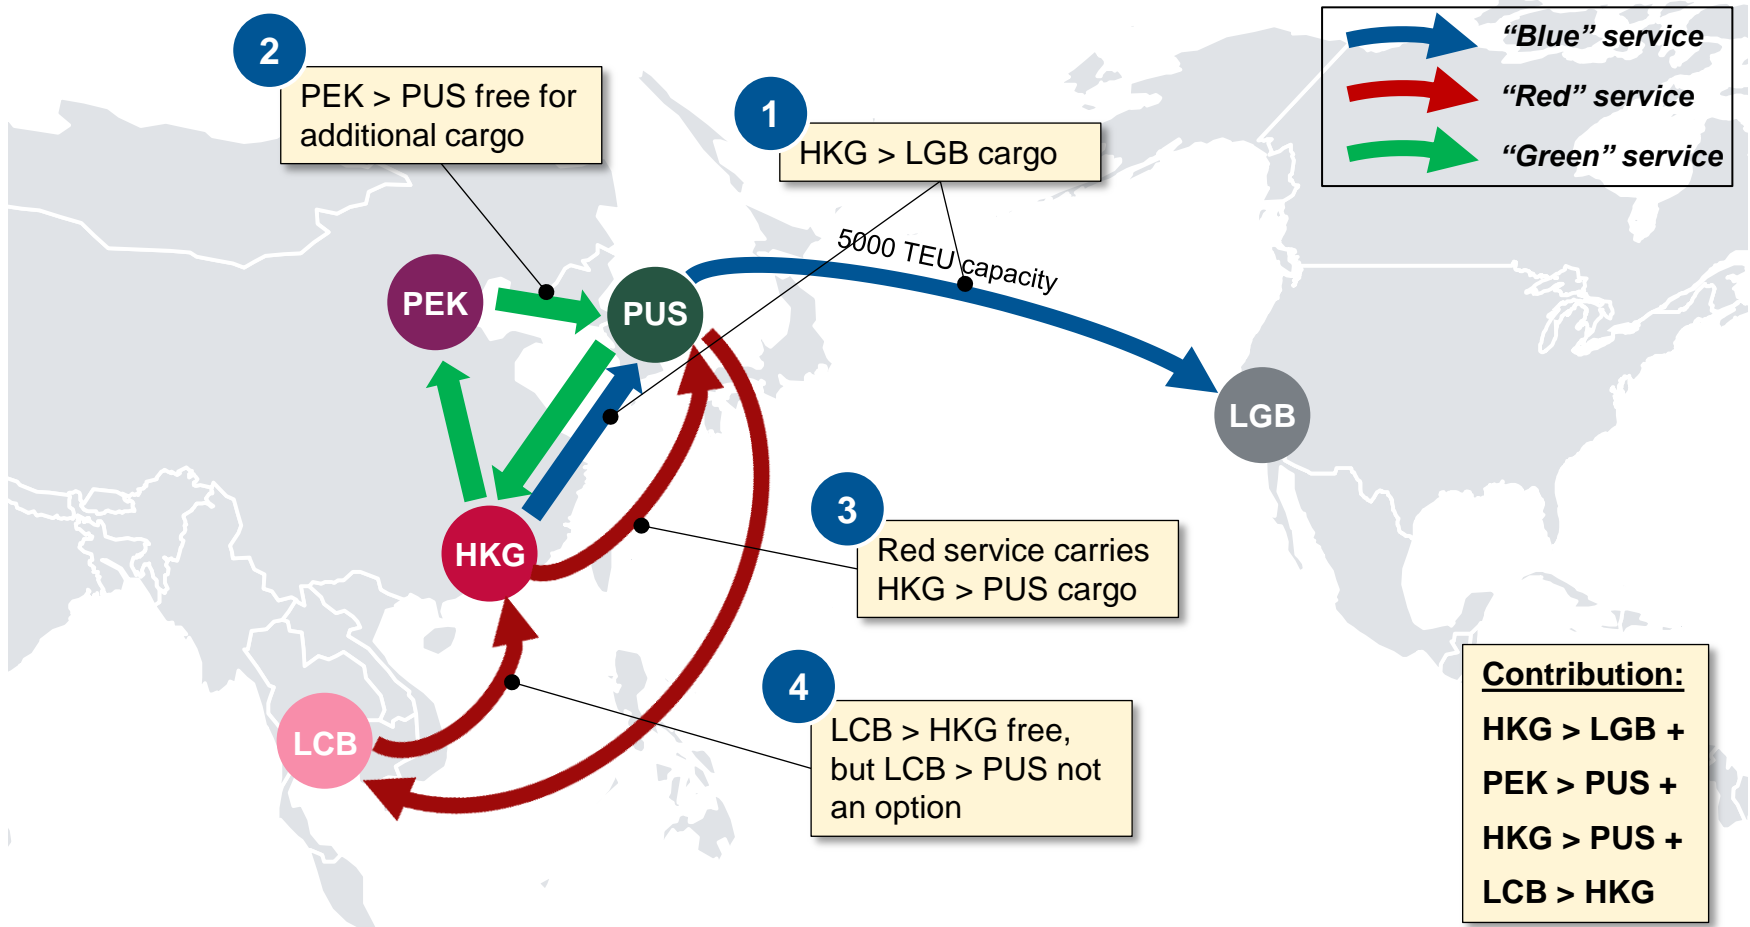 2
PEK > PUS free for
additional cargo
1
HKG > LGB cargo
“Blue” service
“Red” service
“Green” service
5000 TEU capacity
PEK
PUS
LGB
HKG
LCB
3
Red service carries
HKG > PUS cargo
4
LCB > HKG free,
but LCB > PUS not
an option
Contribution:
HKG > LGB +
PEK > PUS +
HKG > PUS +
LCB > HKG